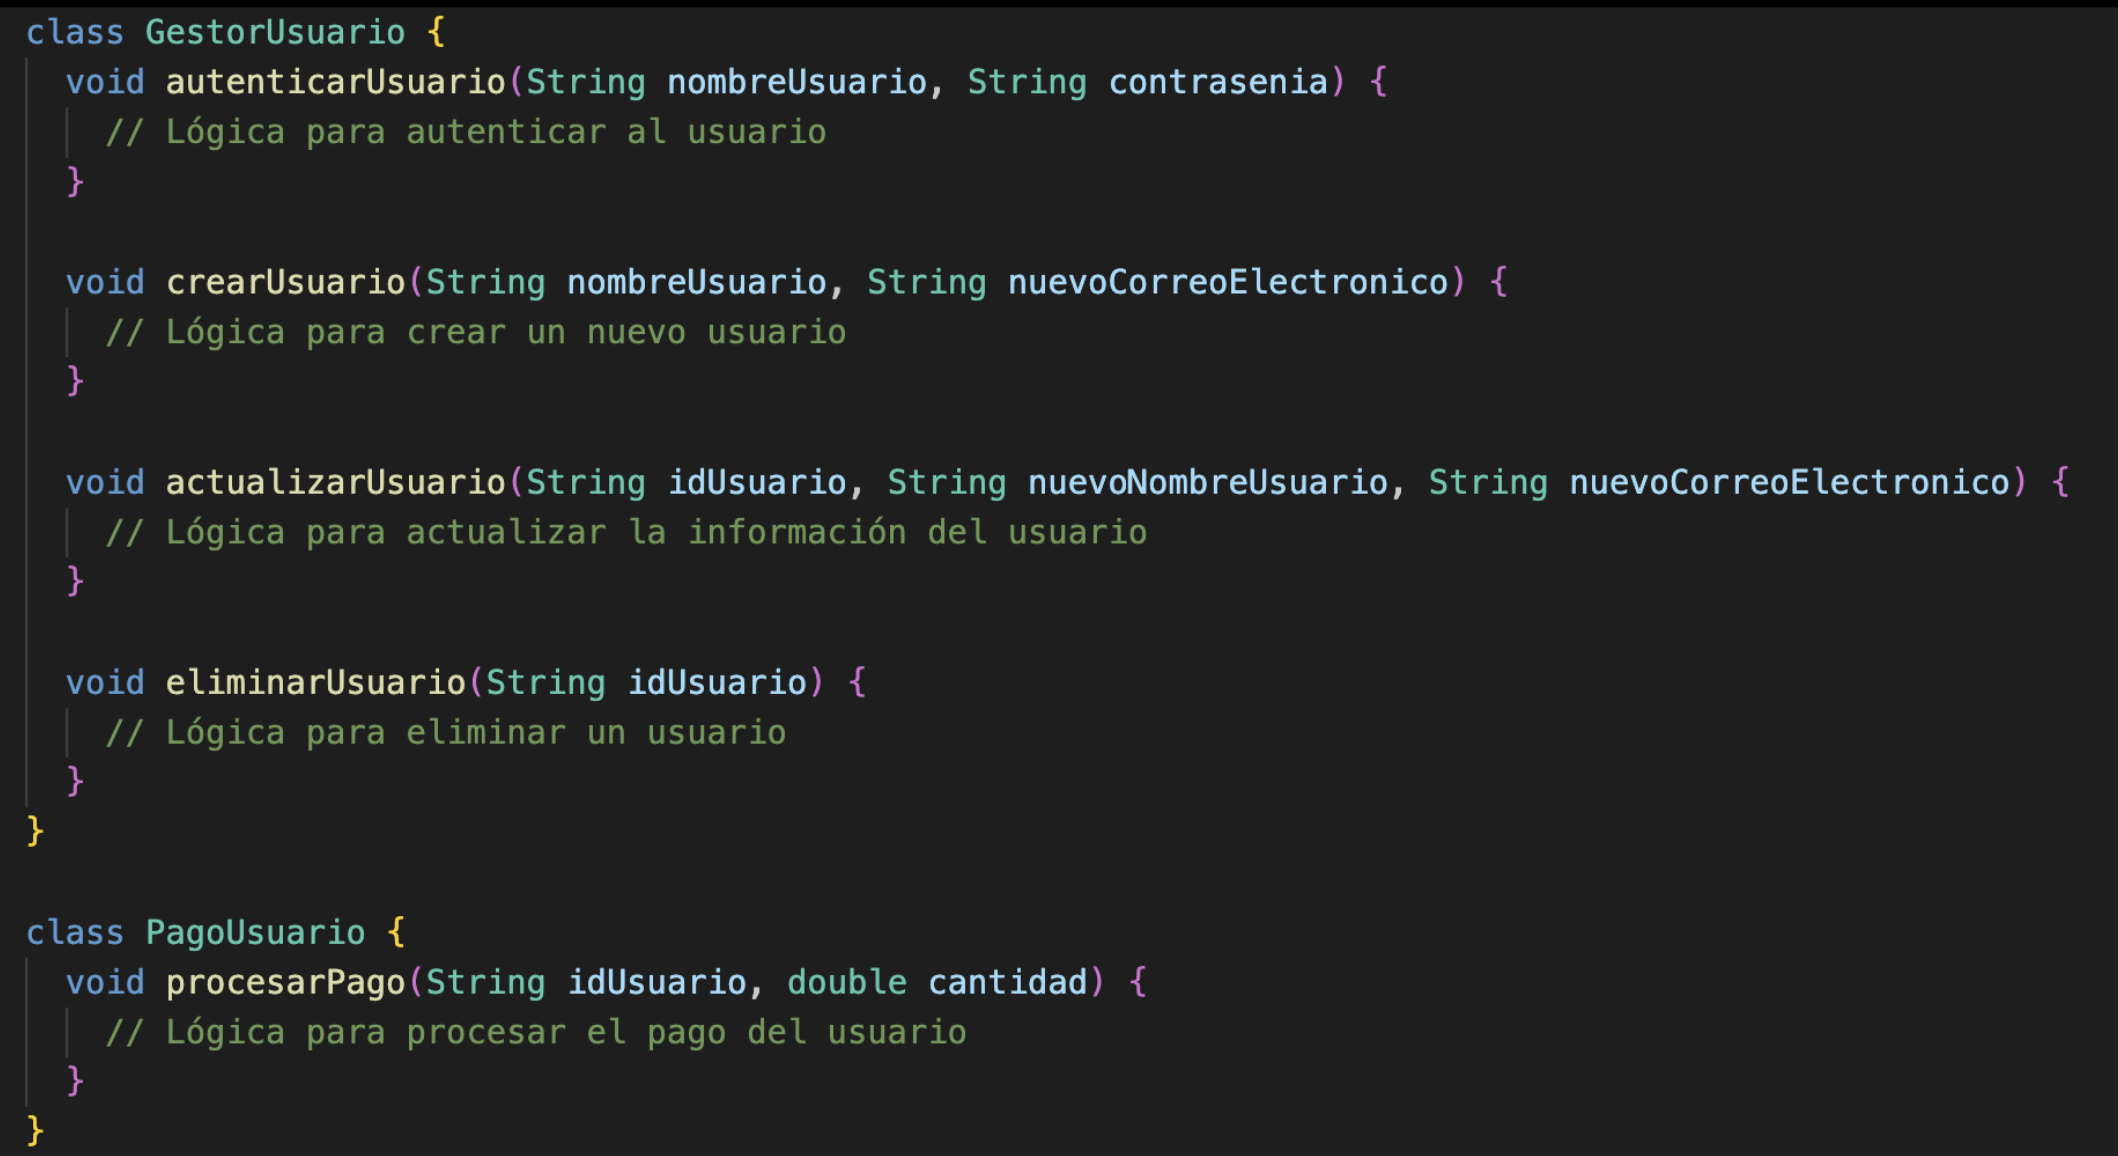 class GestorUsuario {
void autenticarUsuario(String nombreUsuario, String contrasenia) {
// Lógica para autenticar al usuario
}
void crearUsuario(String nombreUsuario, String nuevoCorreoElectronico) {
// Lógica para crear un nuevo usuario
}
void actualizarUsuario(String idUsuario, String nuevoNombreUsuario, String nuevoCorreoElectronico) {
// Lógica para actualizar la información del usuario
}
void eliminarUsuario(String idUsuario) {
// Lógica para eliminar un usuario
}
}
class PagoUsuario {
void procesarPago(String idUsuario, double cantidad) {
// Lógica para procesar el pago del usuario
}
}